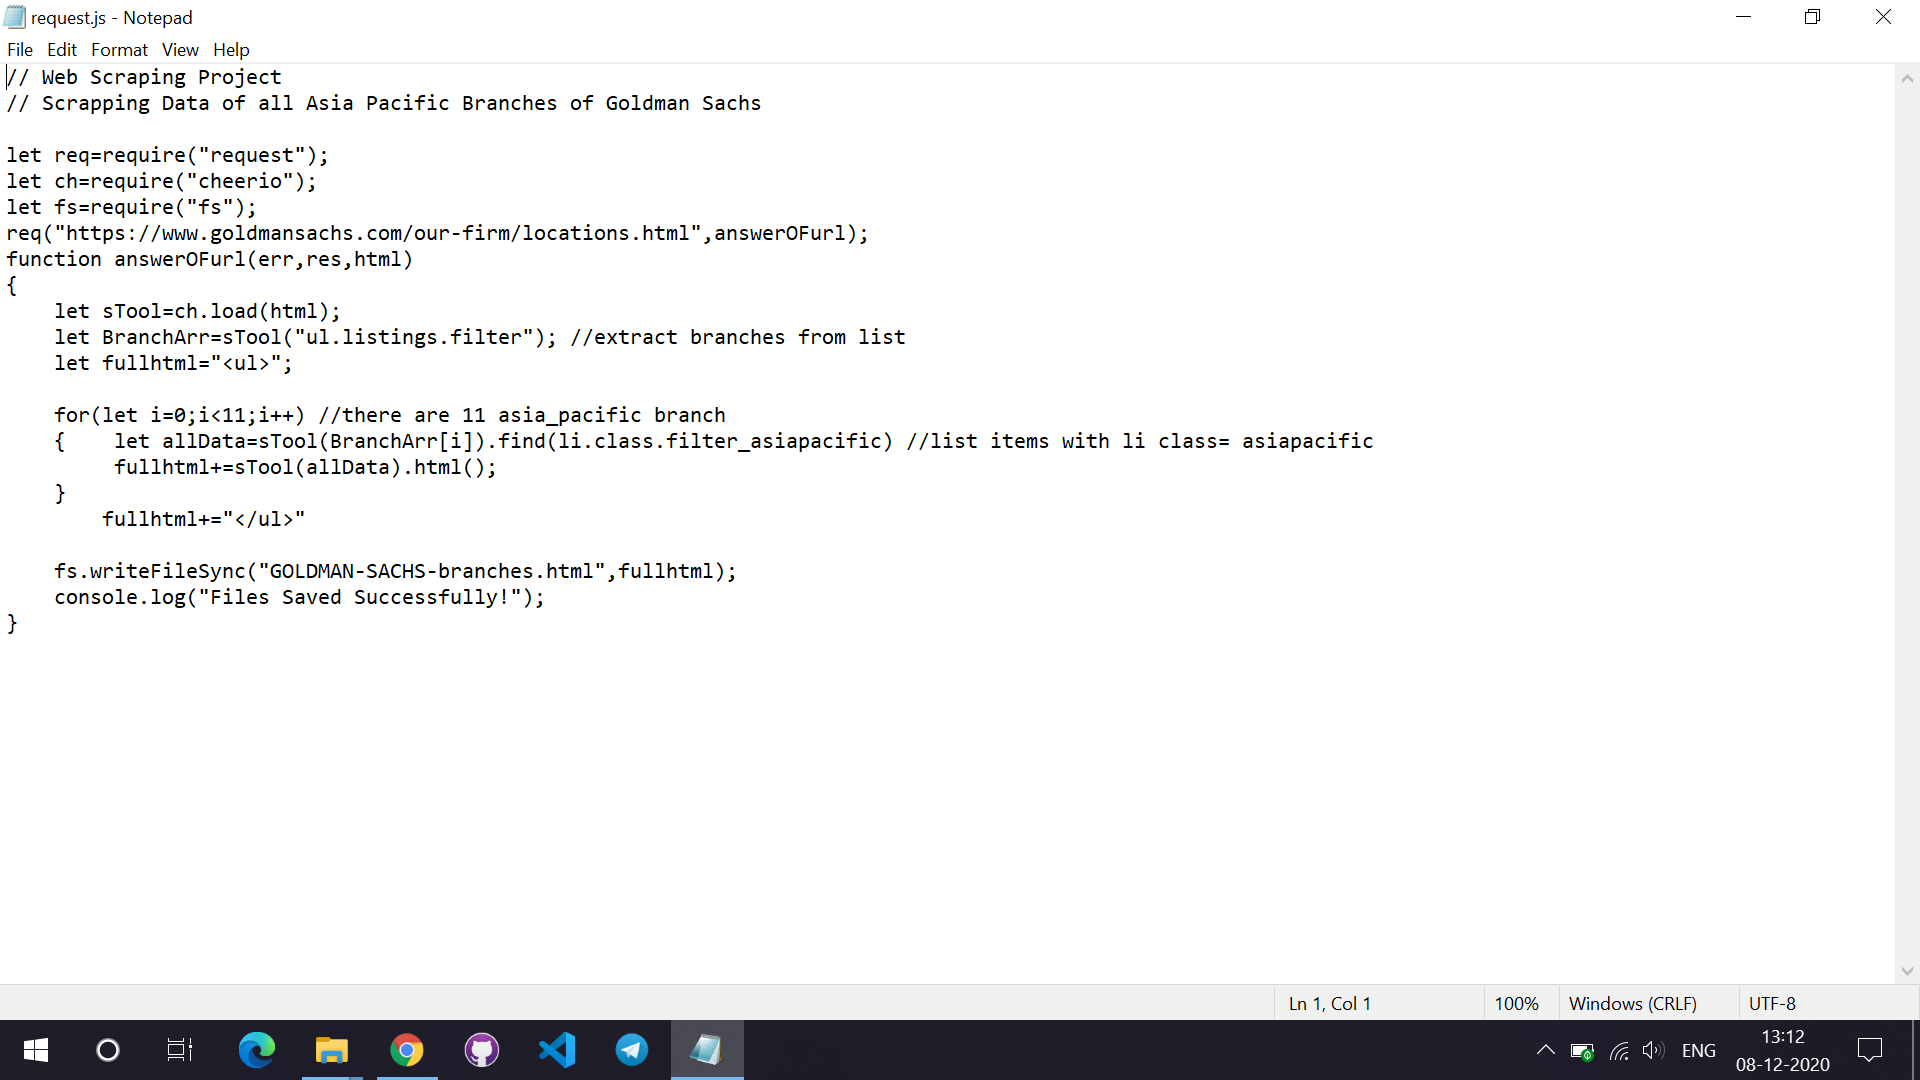 request.js - Notepad
File Edit Format View Help
// Web Scraping Project
// Scrapping Data of all Asia Pacific Branches of Goldman Sachs
let req=require("request");
let ch=require("cheerio");
let fs=require("fs");
req("https://www.goldmansachs.com/our-firm/locations.html",answerOFurl);
function answerOFurl(err,res,html)
{
    let sTool=ch.load(html);
    let BranchArr=sTool("ul.listings.filter"); //extract branches from list
    let fullhtml="<ul>";
    for(let i=0;i<11;i++) //there are 11 asia_pacific branch
    {    let allData=sTool(BranchArr[i]).find(li.class.filter_asiapacific) //list items with li class= asiapacific
         fullhtml+=sTool(allData).html();
    }
        fullhtml+="</ul>"
    fs.writeFileSync("GOLDMAN-SACHS-branches.html",fullhtml);
    console.log("Files Saved Successfully!");
}
Ln 1, Col 1 100% Windows (CRLF) UTF-8
ENG
13:12
08-12-2020